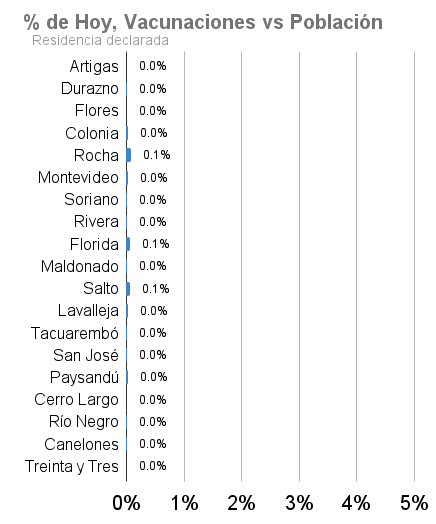 % de Hoy, Vacunaciones vs Población
Residencia declarada
Artigas 0.0%
Durazno 0.0%
Flores 0.0%
Colonia 0.0%
Rocha 0.1%
Montevideo 0.0%
Soriano 0.0%
Rivera 0.0%
Florida 0.1%
Maldonado 0.0%
Salto 0.1%
Lavalleja 0.0%
Tacuarembó 0.0%
San José 0.0%
Paysandú 0.0%
Cerro Largo 0.0%
Río Negro 0.0%
Canelones 0.0%
Treinta y Tres 0.0%
0% 1% 2% 3% 4% 5%